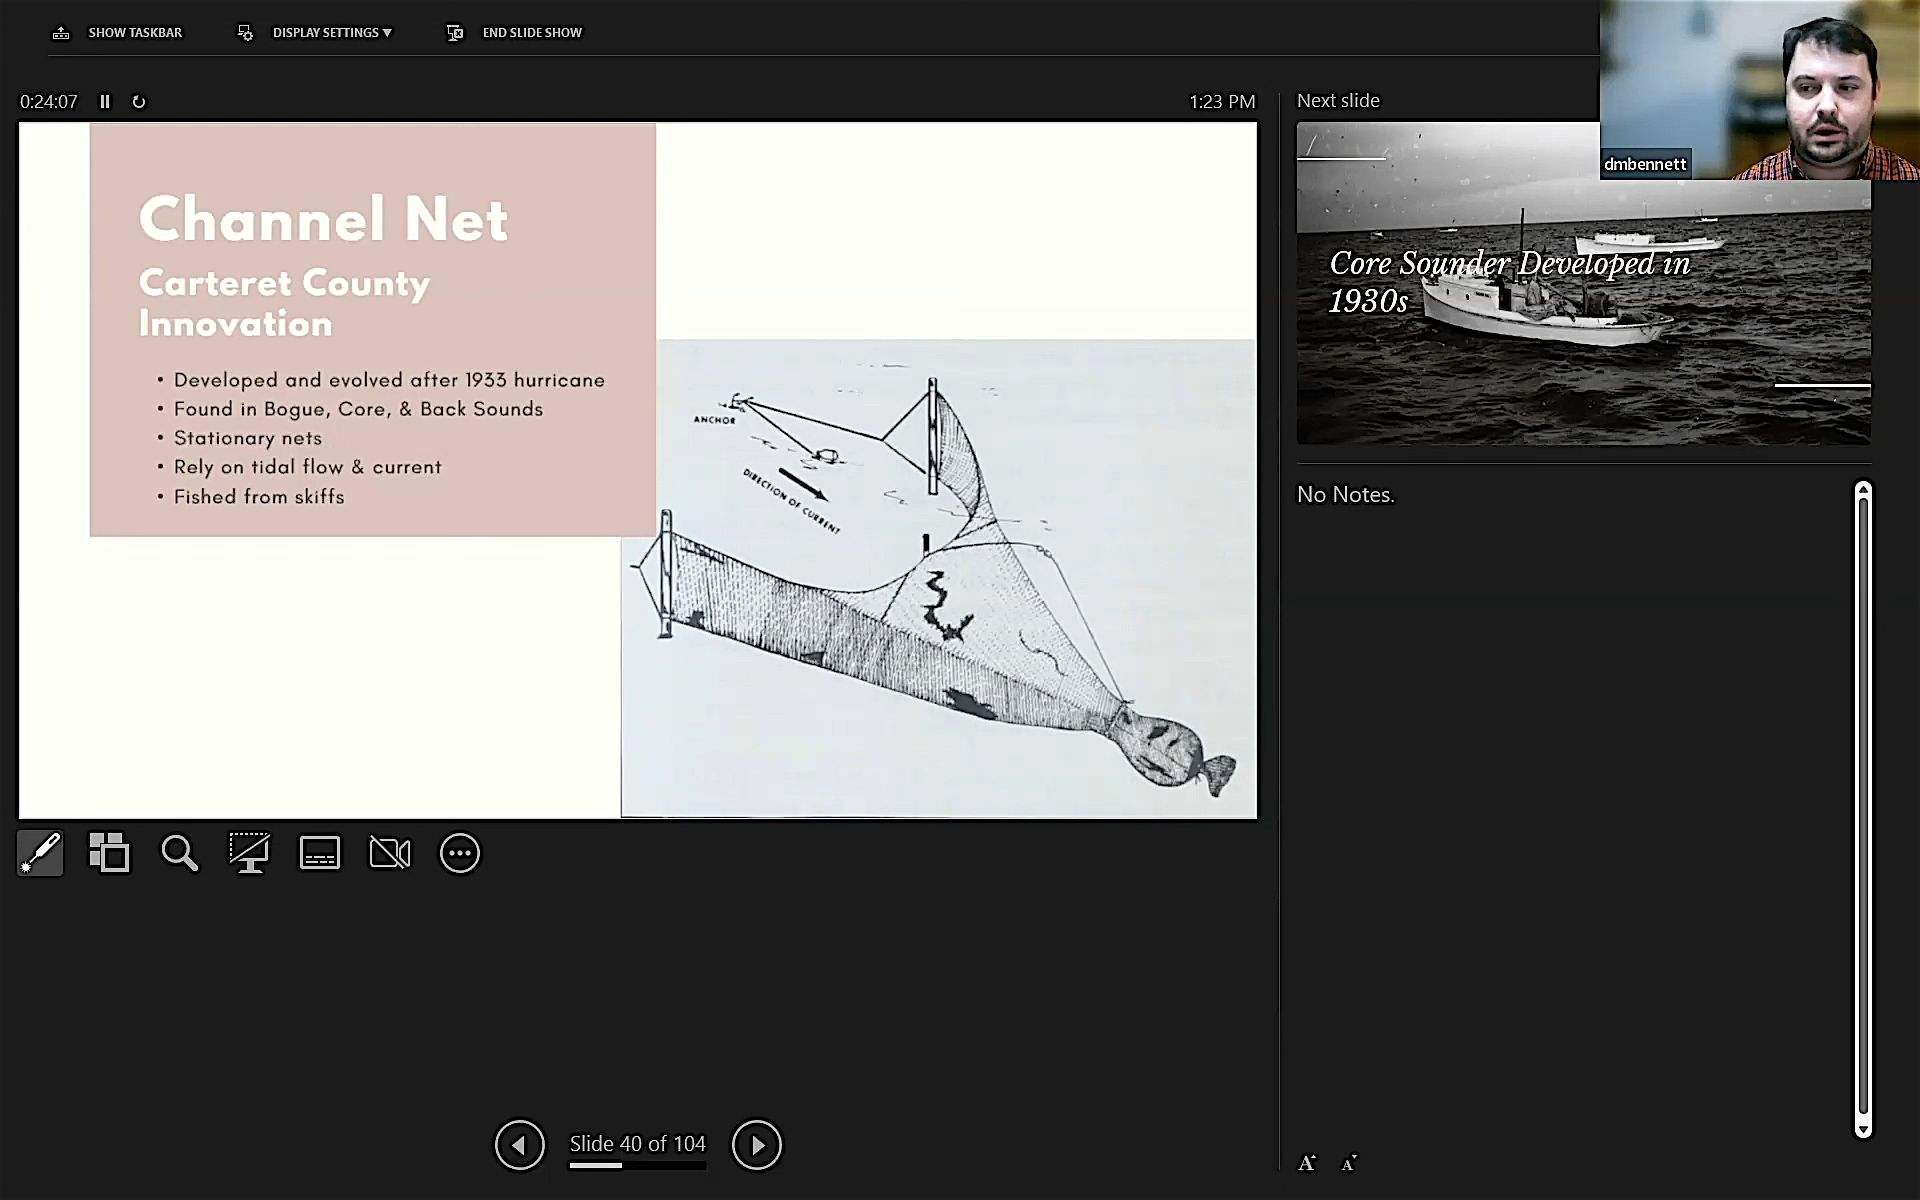 SHOW TASKBAR
DISPLAY SETTINGS ▼
END SLIDE SHOW
0:24:07
1:23 PM
Channel Net
Carteret County
Innovation
• Developed and evolved after 1933 hurricane
• Found in Bogue, Core, & Back Sounds
• Stationary nets
• Rely on tidal flow & current
• Fished from skiffs
ANCHOR
DIRECTION OF CURRENT
Slide 40 of 104
Next slide
dmbennett
Core Sounder Developed in
1930s
No Notes.
A A